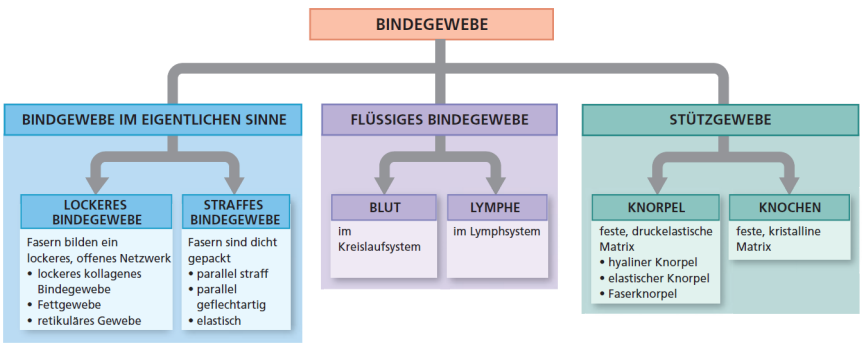 BINDEGEWEBE
BINDGEWEBE IM EIGENTLICHEN SINNE
LOCKERES
BINDEGEWEBE
Fasern bilden ein
lockeres, offenes Netzwerk
• lockeres kollagenes
Bindegewebe
• Fettgewebe
• retikuläres Gewebe
STRAFFES
BINDEGEWEBE
Fasern sind dicht
gepackt
• parallel straff
• parallel
geflechtartig
• elastisch
FLÜSSIGES BINDEGEWEBE
BLUT
im
Kreislaufsystem
LYMPHE
im Lymphsystem
STÜTZGEWEBE
KNORPEL
feste, druckelastische
Matrix
• hyaliner Knorpel
• elastischer Knorpel
• Faserknorpel
KNOCHEN
feste, kristalline
Matrix